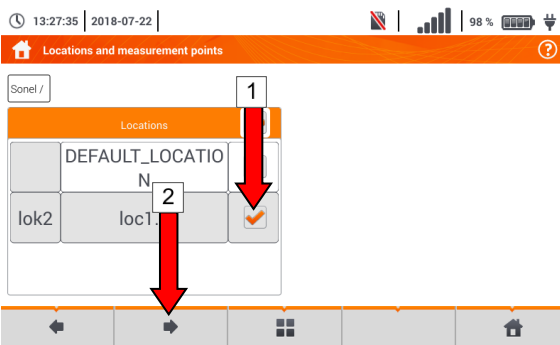 13:27:35 2018-07-22 98 %
Locations and measurement points ?
Sonel /
1
Locations
DEFAULT_LOCATIO
N
2
lok2 loc1.